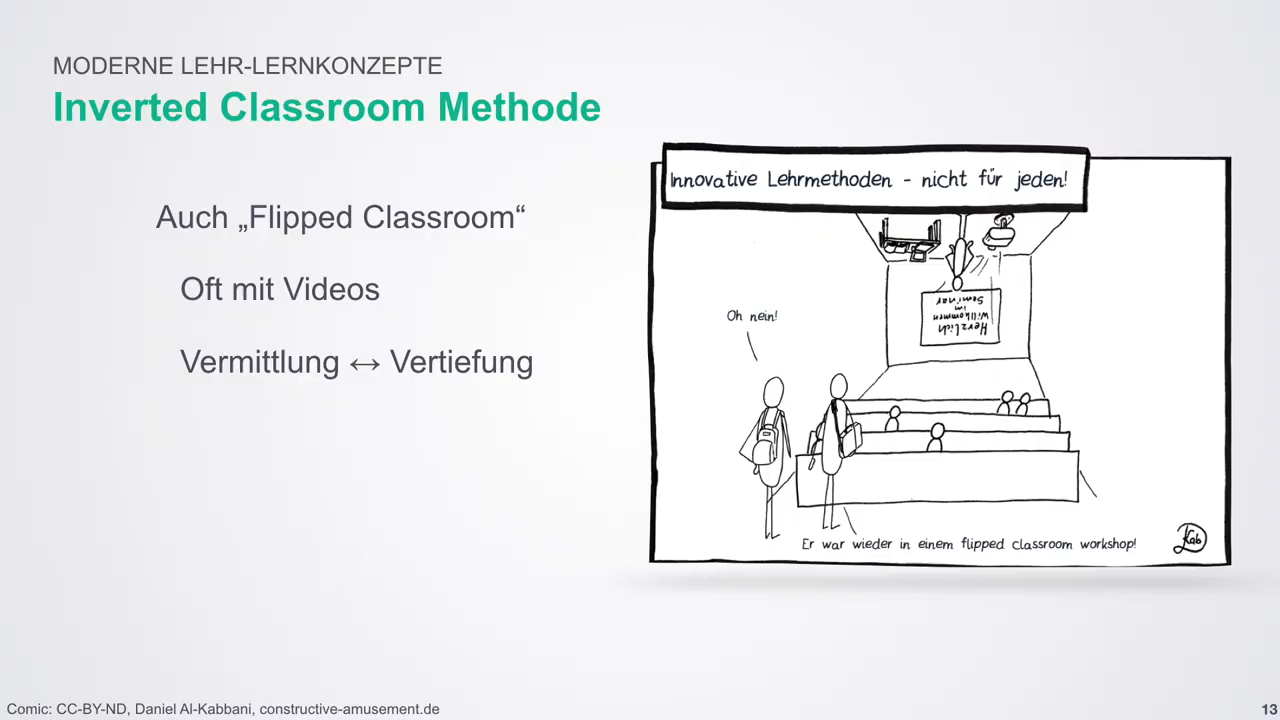 MODERNE LEHR-LERNKONZEPTE
Inverted Classroom Methode
Auch „Flipped Classroom“
Oft mit Videos
Vermittlung ↔ Vertiefung
Innovative Lehrmethoden - nicht für jeden!
Herzlich
Willkommen
im
Seminar
Oh nein!
Er war wieder in einem flipped classroom workshop!
Kab
Comic: CC-BY-ND, Daniel Al-Kabbani, constructive-amusement.de
13